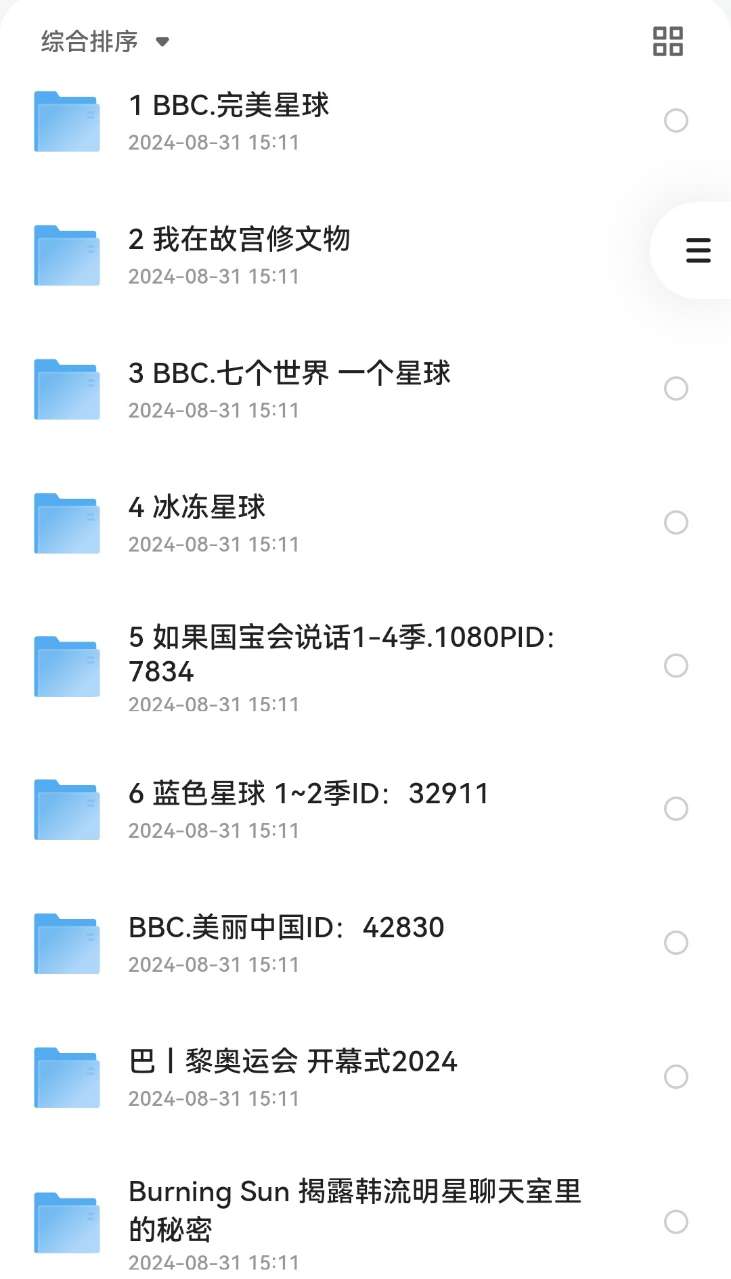 综合排序
1 BBC.完美星球
2024-08-31 15:11
2 我在故宫修文物
2024-08-31 15:11
3 BBC.七个世界 一个星球
2024-08-31 15:11
4 冰冻星球
2024-08-31 15:11
5 如果国宝会说话1-4季.1080PID：
7834
2024-08-31 15:11
6 蓝色星球 1~2季ID：32911
2024-08-31 15:11
BBC.美丽中国ID：42830
2024-08-31 15:11
巴丨黎奥运会 开幕式2024
2024-08-31 15:11
Burning Sun 揭露韩流明星聊天室里
的秘密
2024-08-31 15:11